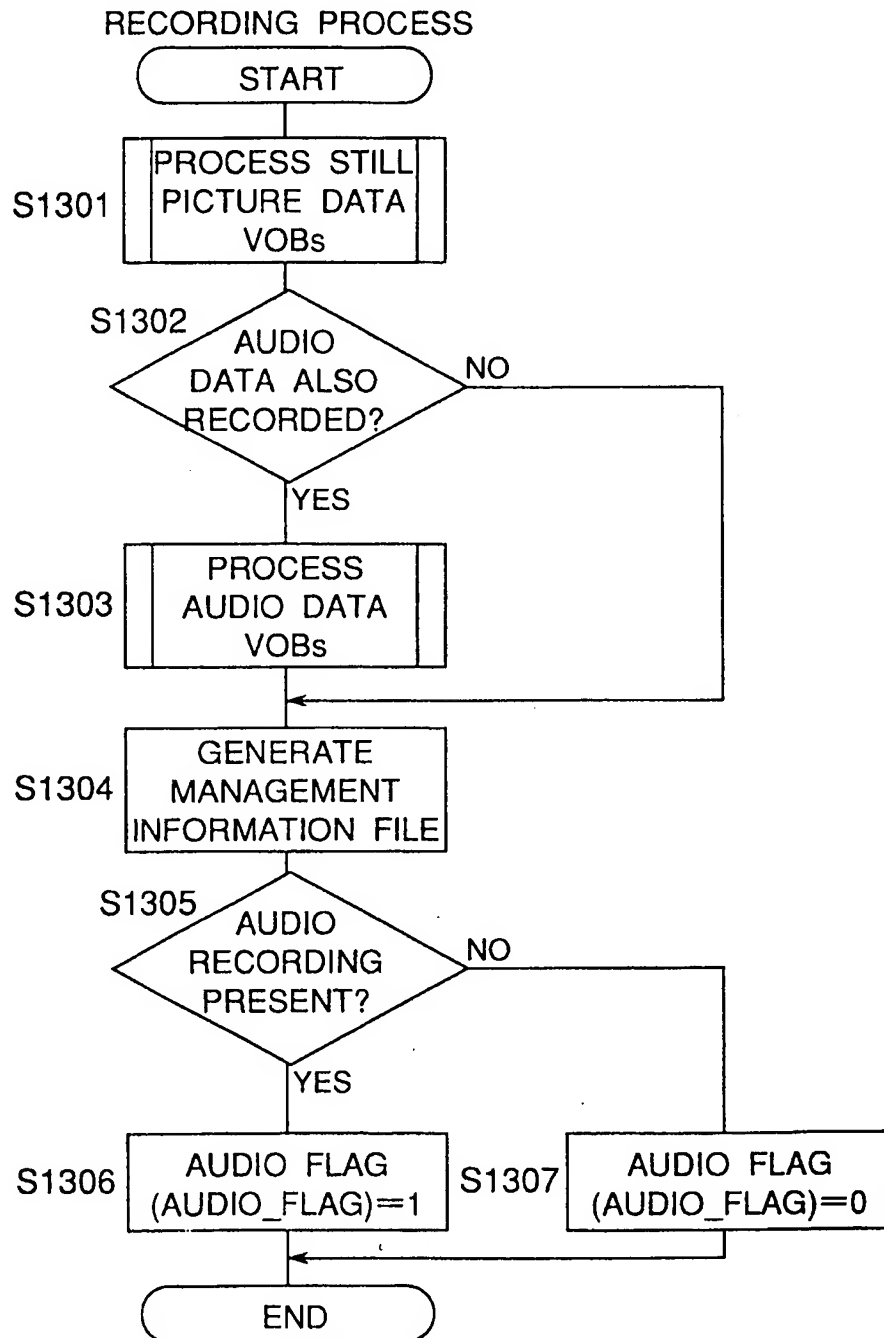 RECORDING PROCESS
START
S1301
PROCESS STILL
PICTURE DATA
VOBs
S1302
AUDIO
DATA ALSO
RECORDED?
NO
YES
S1303
PROCESS
AUDIO DATA
VOBs
S1304
GENERATE
MANAGEMENT
INFORMATION FILE
S1305
AUDIO
RECORDING
PRESENT?
NO
YES
S1306
AUDIO FLAG
(AUDIO_FLAG)=1
S1307
AUDIO FLAG
(AUDIO_FLAG)=0
END